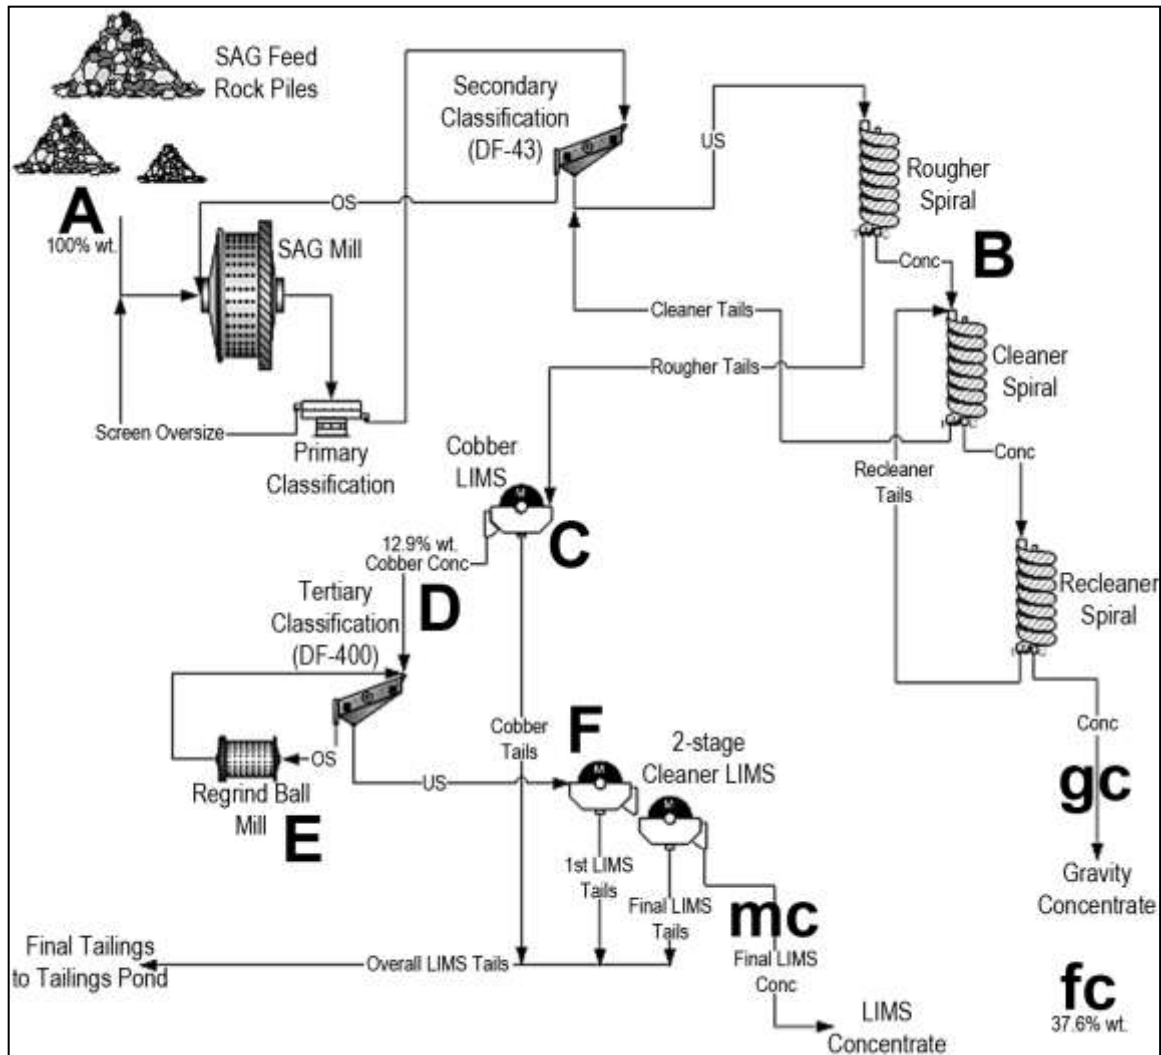 SAG Feed
Rock Piles
A
100% wt.
Secondary
Classification
(DF-43)
US
OS
SAG Mill
Rougher
Spiral
Conc
B
Cleaner Tails
Rougher Tails
Cleaner
Spiral
Screen Oversize
Primary
Classification
Conc
Recleaner
Tails
Cobber
LIMS
M
C
12.9% wt.
Cobber Conc
D
Tertiary
Classification
(DF-400)
Recleaner
Spiral
OS
Regrind Ball
Mill
E
US
Cobber
Tails
F
M
2-stage
Cleaner LIMS
M
Conc
gc
Gravity
Concentrate
1st LIMS
Tails
Final LIMS
Tails
mc
Final LIMS
Conc
Final Tailings
to Tailings Pond
Overall LIMS Tails
LIMS
Concentrate
fc
37.6% wt.